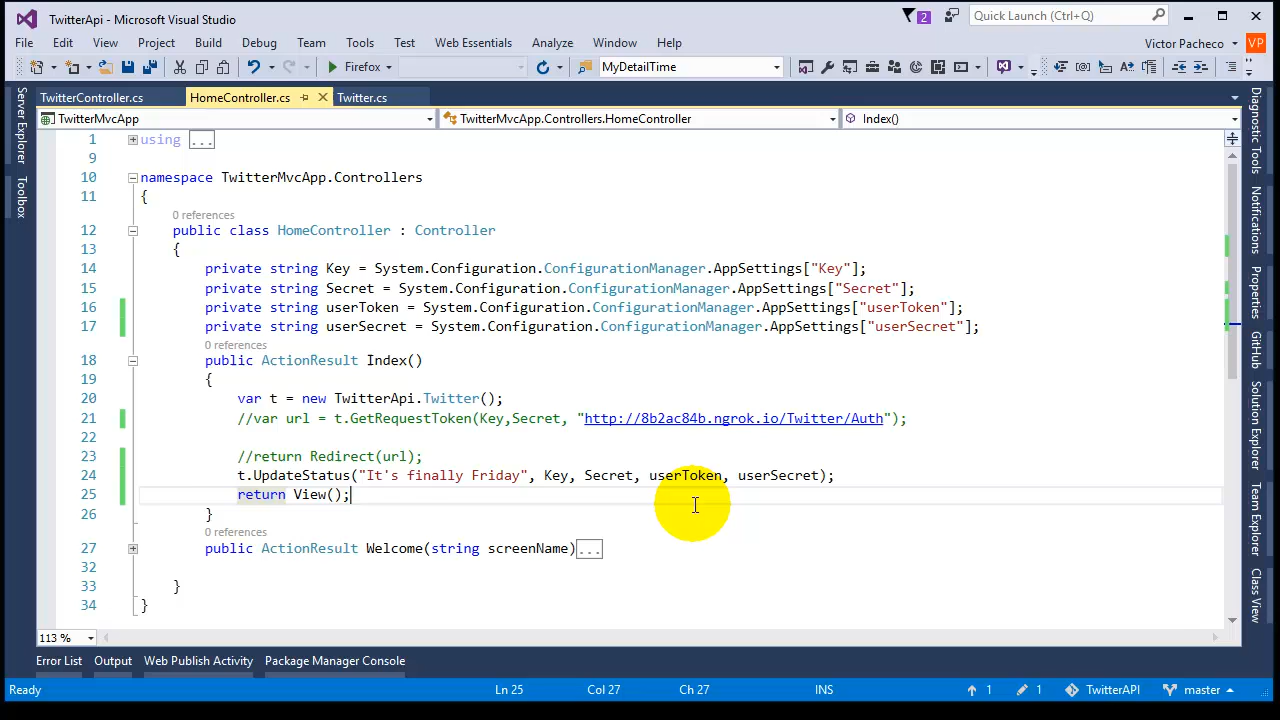 TwitterApi - Microsoft Visual Studio
2
Quick Launch (Ctrl+Q)
File Edit View Project Build Debug Team Tools Test Web Essentials Analyze Window Help
Victor Pacheco VP
Firefox MyDetailTime
TwitterController.cs HomeController.cs Twitter.cs
TwitterMvcApp TwitterMvcApp.Controllers.HomeController Index()
1 using ...
9
10 namespace TwitterMvcApp.Controllers
11 {
0 references
12 public class HomeController : Controller
13 {
14 private string Key = System.Configuration.ConfigurationManager.AppSettings["Key"];
15 private string Secret = System.Configuration.ConfigurationManager.AppSettings["Secret"];
16 private string userToken = System.Configuration.ConfigurationManager.AppSettings["userToken"];
17 private string userSecret = System.Configuration.ConfigurationManager.AppSettings["userSecret"];
0 references
18 public ActionResult Index()
19 {
20 var t = new TwitterApi.Twitter();
21 //var url = t.GetRequestToken(Key,Secret, "http://8b2ac84b.ngrok.io/Twitter/Auth");
22
23 //return Redirect(url);
24 t.UpdateStatus("It's finally Friday", Key, Secret, userToken, userSecret);
25 return View();
26 }
0 references
27 public ActionResult Welcome(string screenName)...
32
33 }
34 }
113 %
Error List Output Web Publish Activity Package Manager Console
Ready Ln 25 Col 27 Ch 27 INS 1 1 TwitterAPI master
Server Explorer
Toolbox
Diagnostic Tools
Notifications
Properties
GitHub
Solution Explorer
Team Explorer
Class View